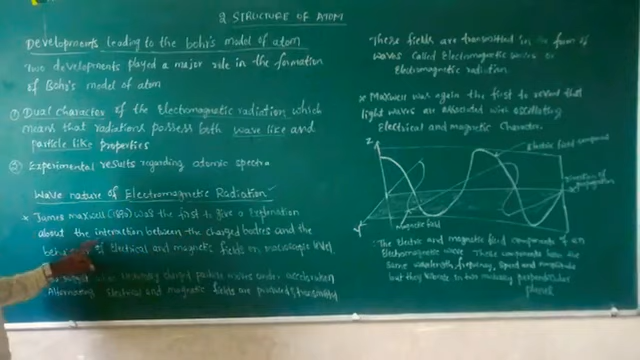 2 STRUCTURE OF ATOM
Developments leading to the bohr's model of atom
Two developments played a major role in the formation
of Bohr's model of atom
① Dual character of the Electromagnetic radiation which
means that radiations possess both wave like and
particle like properties
② Experimental results regarding atomic spectra
Wave nature of Electromagnetic Radiation
* James maxwell (1870) was the first to give a Explanation
about the interaction between the charged bodies and the
of Electrical and magnetic fields on macroscopic level
when charged particle moves under acceleration
Alternating Electrical and magnetic fields are produced & transmitted
These fields are transmitted in the form of
waves called Electromagnetic waves or
Electromagnetic radiation.
* Maxwell was again the first to reveal that
light waves are associated with oscillating
Electrical and magnetic character.
Z
Electric field component
Direction of
propagation
X
Y
Magnetic field
∴ The Electric and magnetic field components of an
Electromagnetic wave. These components have the
same wavelength, frequency, speed and amplitude
but they vibrate in two mutually perpendicular
planes